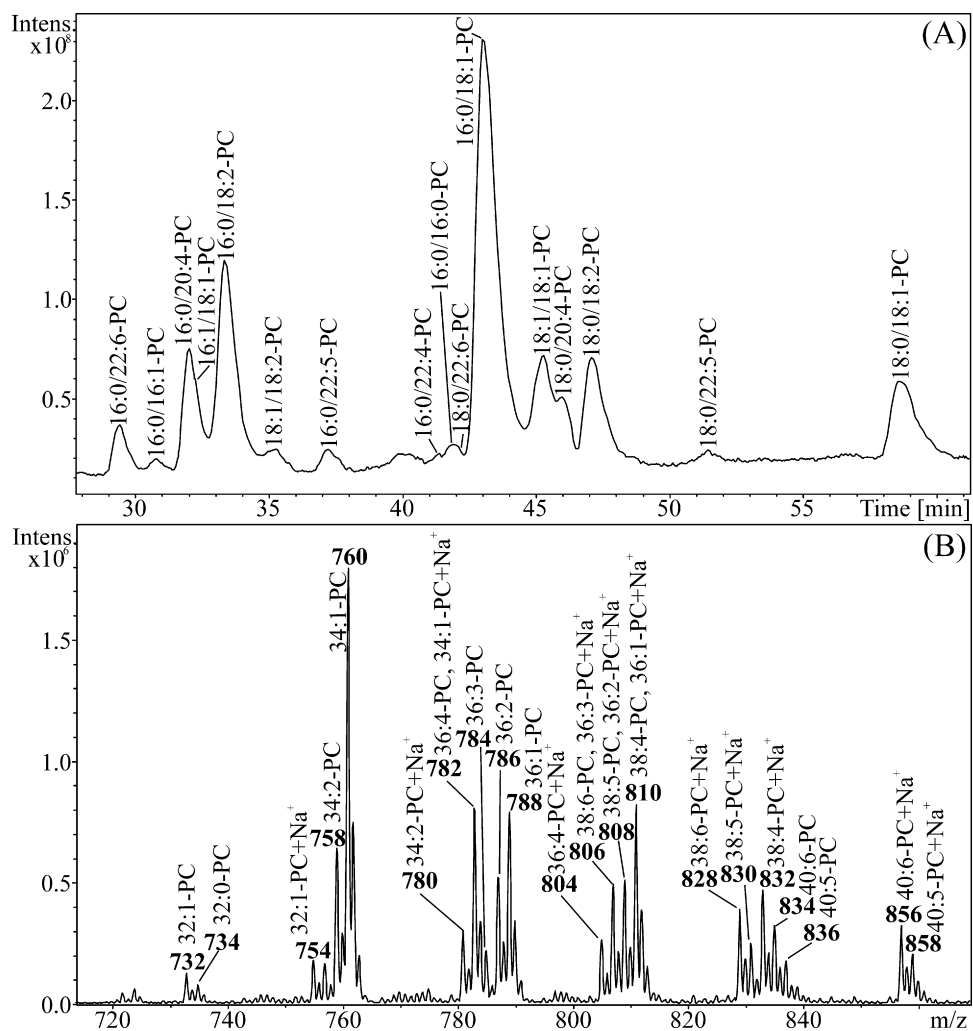 Intens.
x10⁸
(A)
2.0
1.5
1.0
0.5
16:0/22:6-PC
16:0/16:1-PC
16:0/20:4-PC
16:1/18:1-PC
16:0/18:2-PC
18:1/18:2-PC
16:0/22:5-PC
16:0/22:4-PC
16:0/16:0-PC
18:0/22:6-PC
16:0/18:1-PC
18:1/18:1-PC
18:0/20:4-PC
18:0/18:2-PC
18:0/22:5-PC
18:0/18:1-PC
30 35 40 45 50 55 Time [min]
Intens.
x10⁶
(B)
1.5
1.0
0.5
0.0
732 32:1-PC
734 32:0-PC
754 32:1-PC+Na⁺
758 34:2-PC
760 34:1-PC
780 34:2-PC+Na⁺
782 36:4-PC, 34:1-PC+Na⁺
784 36:3-PC
786 36:2-PC
788 36:1-PC
804 36:4-PC+Na⁺
806 38:6-PC, 36:3-PC+Na⁺
808 38:5-PC, 36:2-PC+Na⁺
810 38:4-PC, 36:1-PC+Na⁺
828 38:6-PC+Na⁺
830 38:5-PC+Na⁺
832 38:4-PC+Na⁺
834 40:6-PC
836 40:5-PC
856 40:6-PC+Na⁺
858 40:5-PC+Na⁺
720 740 760 780 800 820 840 m/z